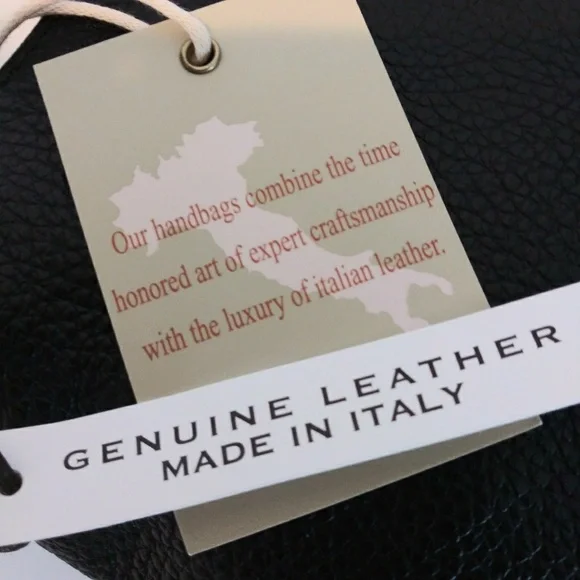 Our handbags combine the time
honored art of expert craftsmanship
with the luxury of italian leather.
GENUINE LEATHER
MADE IN ITALY